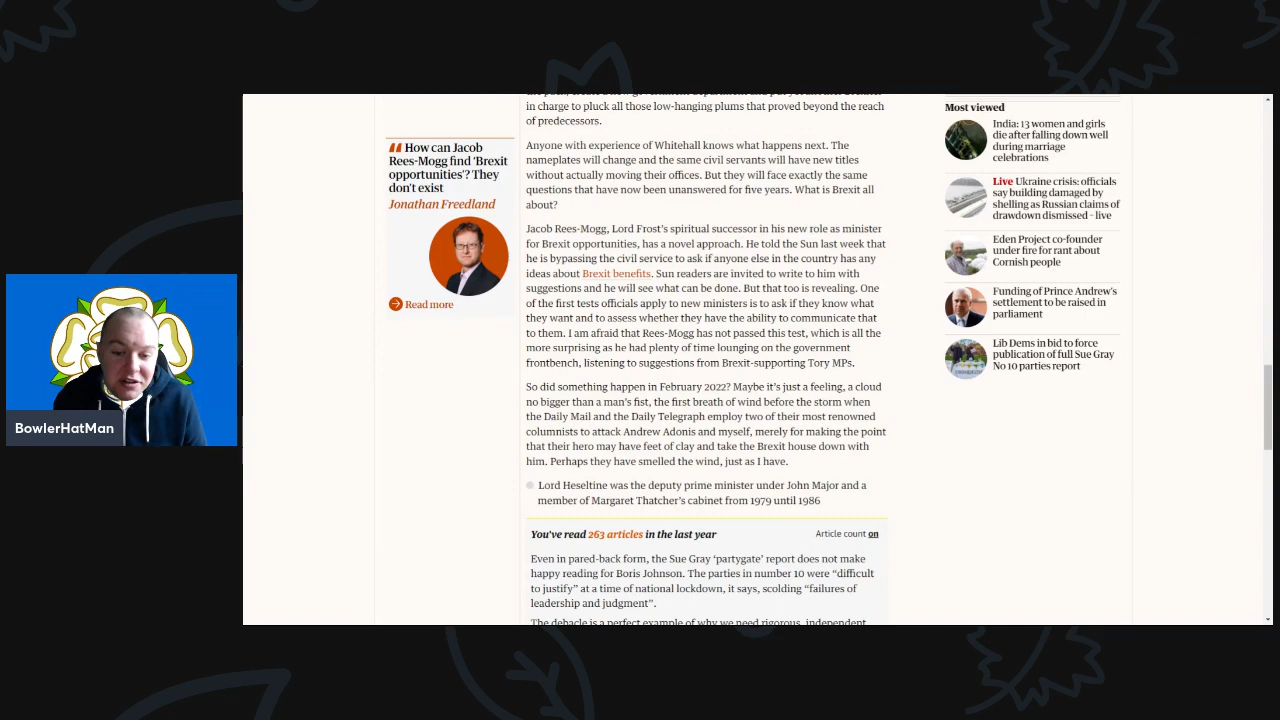 in charge to pluck all those low-hanging plums that proved beyond the reach
of predecessors.
Anyone with experience of Whitehall knows what happens next. The
nameplates will change and the same civil servants will have new titles
without actually moving their offices. But they will face exactly the same
questions that have now been unanswered for five years. What is Brexit all
about?
Jacob Rees-Mogg, Lord Frost's spiritual successor in his new role as minister
for Brexit opportunities, has a novel approach. He told the Sun last week that
he is bypassing the civil service to ask if anyone else in the country has any
ideas about Brexit benefits. Sun readers are invited to write to him with
suggestions and he will see what can be done. But that too is revealing. One
of the first tests officials apply to new ministers is to ask if they know what
they want and to assess whether they have the ability to communicate that
to them. I am afraid that Rees-Mogg has not passed this test, which is all the
more surprising as he had plenty of time lounging on the government
frontbench, listening to suggestions from Brexit-supporting Tory MPs.
So did something happen in February 2022? Maybe it's just a feeling, a cloud
no bigger than a man's fist, the first breath of wind before the storm when
the Daily Mail and the Daily Telegraph employ two of their most renowned
columnists to attack Andrew Adonis and myself, merely for making the point
that their hero may have feet of clay and take the Brexit house down with
him. Perhaps they have smelled the wind, just as I have.
Lord Heseltine was the deputy prime minister under John Major and a
member of Margaret Thatcher's cabinet from 1979 until 1986
You've read 263 articles in the last year
Article count on
Even in pared-back form, the Sue Gray 'partygate' report does not make
happy reading for Boris Johnson. The parties in number 10 were "difficult
to justify" at a time of national lockdown, it says, scolding "failures of
leadership and judgment".
The debacle is a perfect example of why we need rigorous, independent
How can Jacob
Rees-Mogg find 'Brexit
opportunities'? They
don't exist
Jonathan Freedland
Read more
Most viewed
India: 13 women and girls
die after falling down well
during marriage
celebrations
Live Ukraine crisis: officials
say building damaged by
shelling as Russian claims of
drawdown dismissed – live
Eden Project co-founder
under fire for rant about
Cornish people
Funding of Prince Andrew's
settlement to be raised in
parliament
Lib Dems in bid to force
publication of full Sue Gray
No 10 parties report
BowlerHatMan